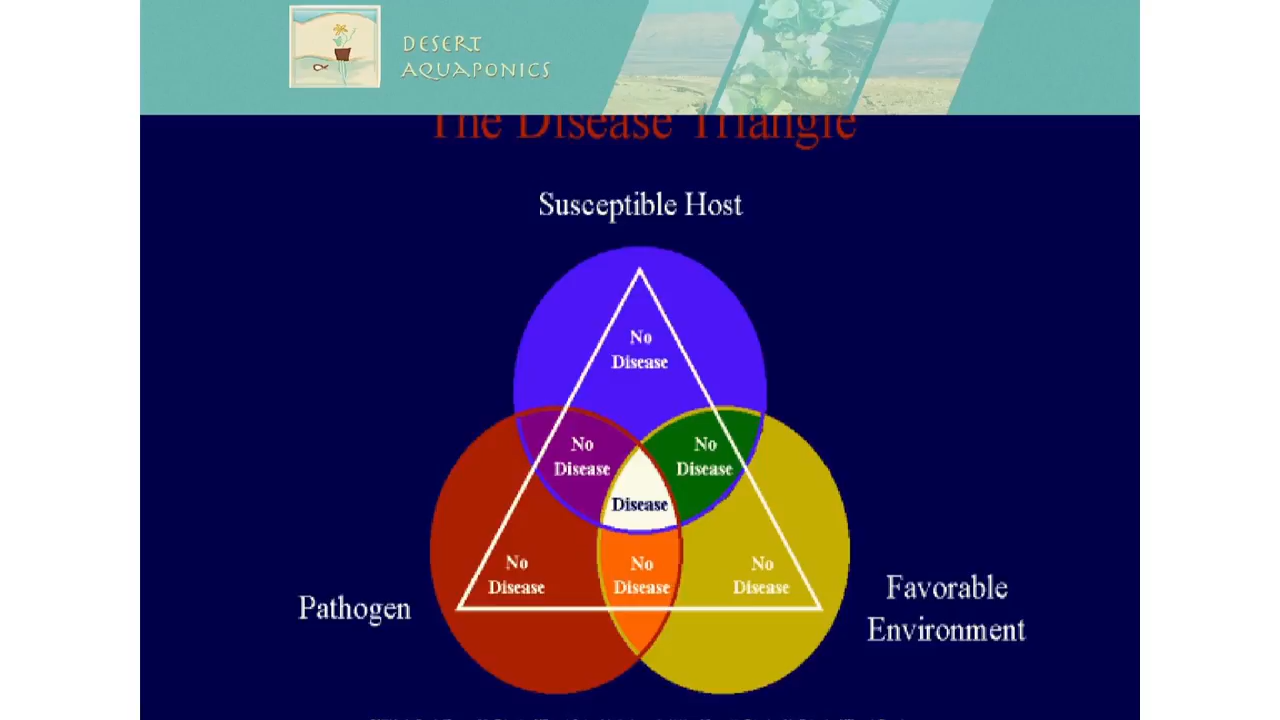 DESERT
AQUAPONICS
The Disease Triangle
Susceptible Host
No
Disease
No
Disease
No
Disease
Disease
No
Disease
No
Disease
No
Disease
Pathogen
Favorable
Environment